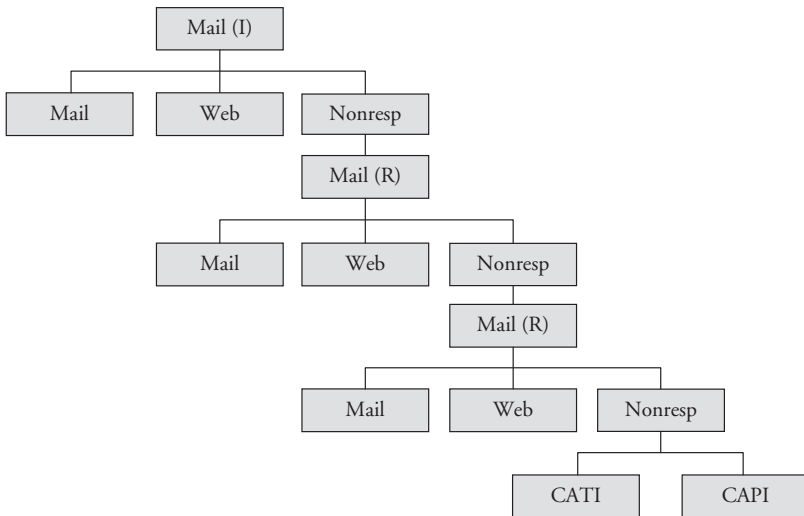 Mail (I)
Mail
Web
Nonresp
Mail (R)
Mail
Web
Nonresp
Mail (R)
Mail
Web
Nonresp
CATI
CAPI